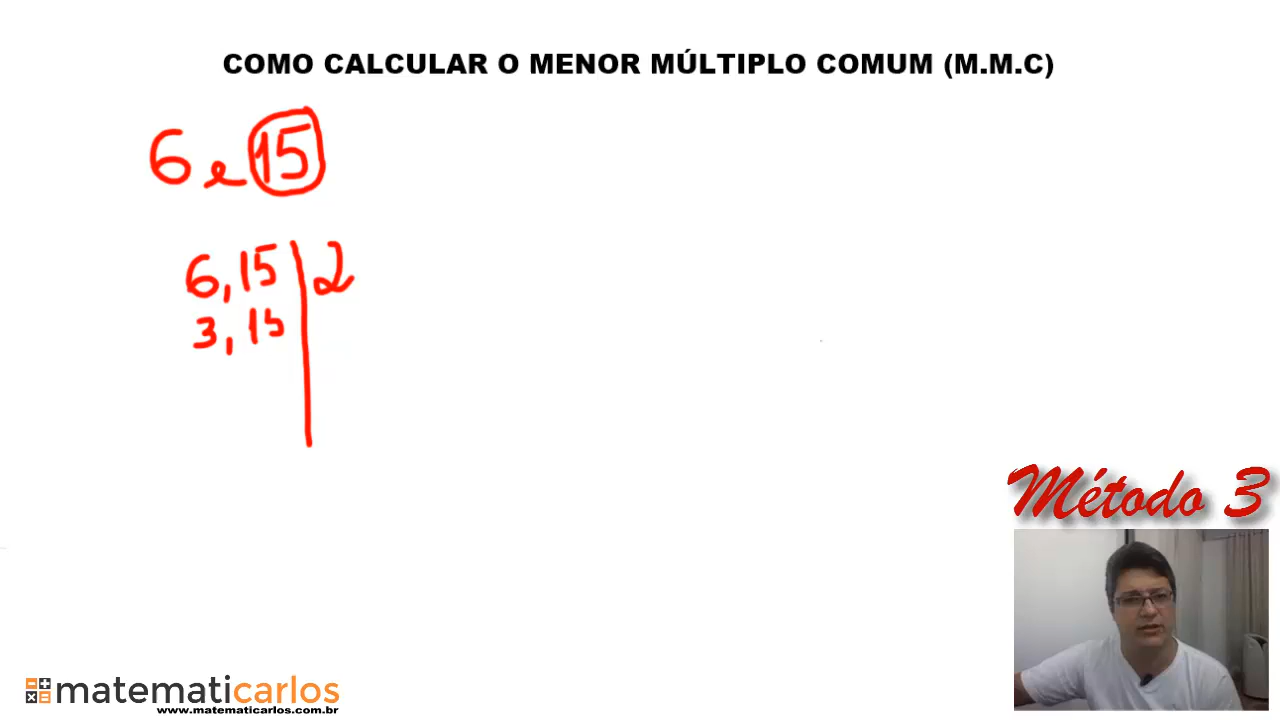 COMO CALCULAR O MENOR MÚLTIPLO COMUM (M.M.C)
6 e 15
6, 15 | 2
3, 15 |
Método 3
matematicarlos
www.matematicarlos.com.br